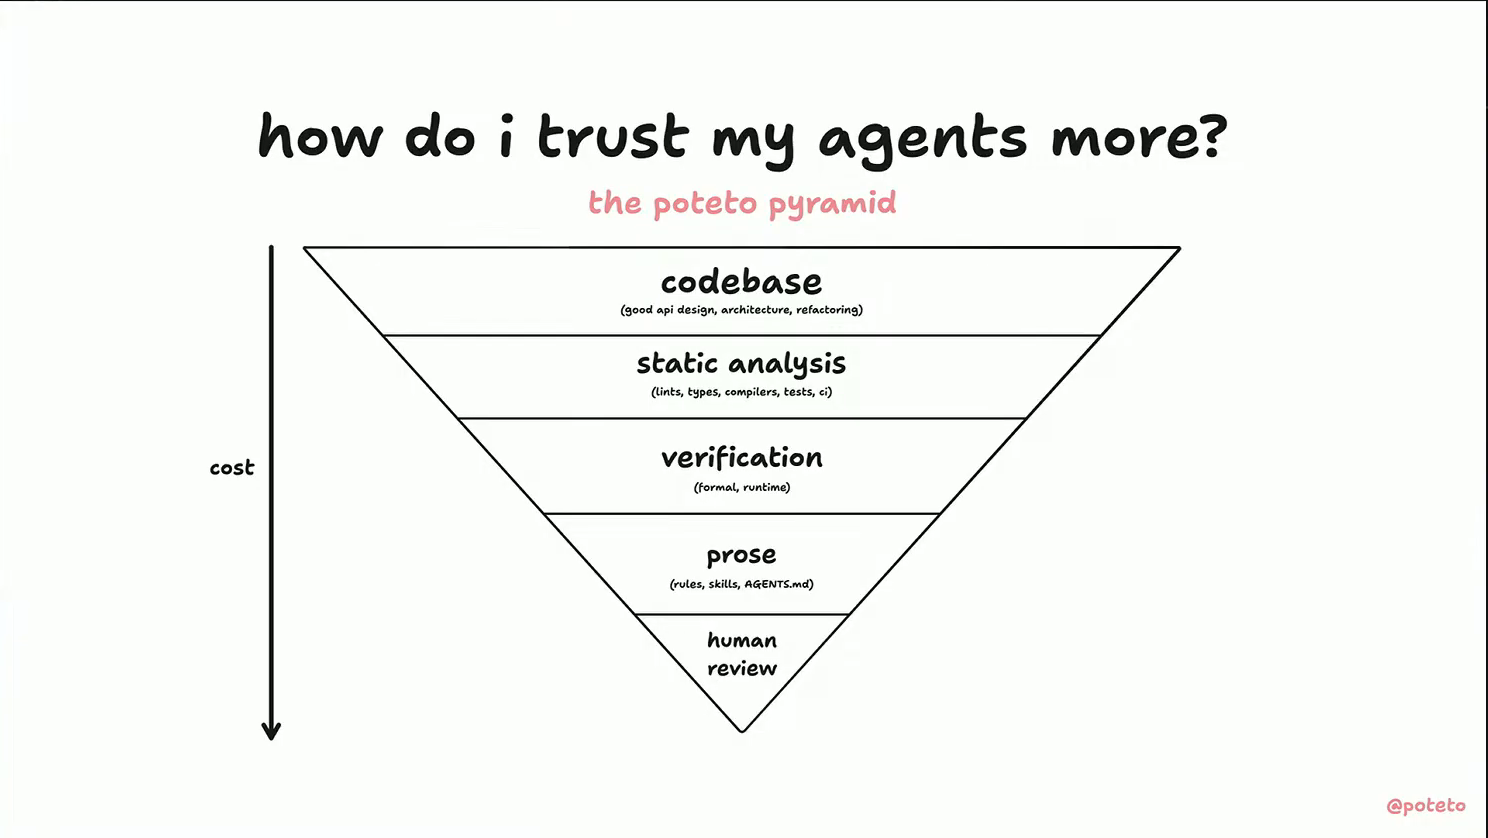 how do i trust my agents more?
the poteto pyramid
codebase
(good api design, architecture, refactoring)
static analysis
(lints, types, compilers, tests, ci)
cost
verification
(formal, runtime)
prose
(rules, skills, AGENTS.md)
human
review
@poteto